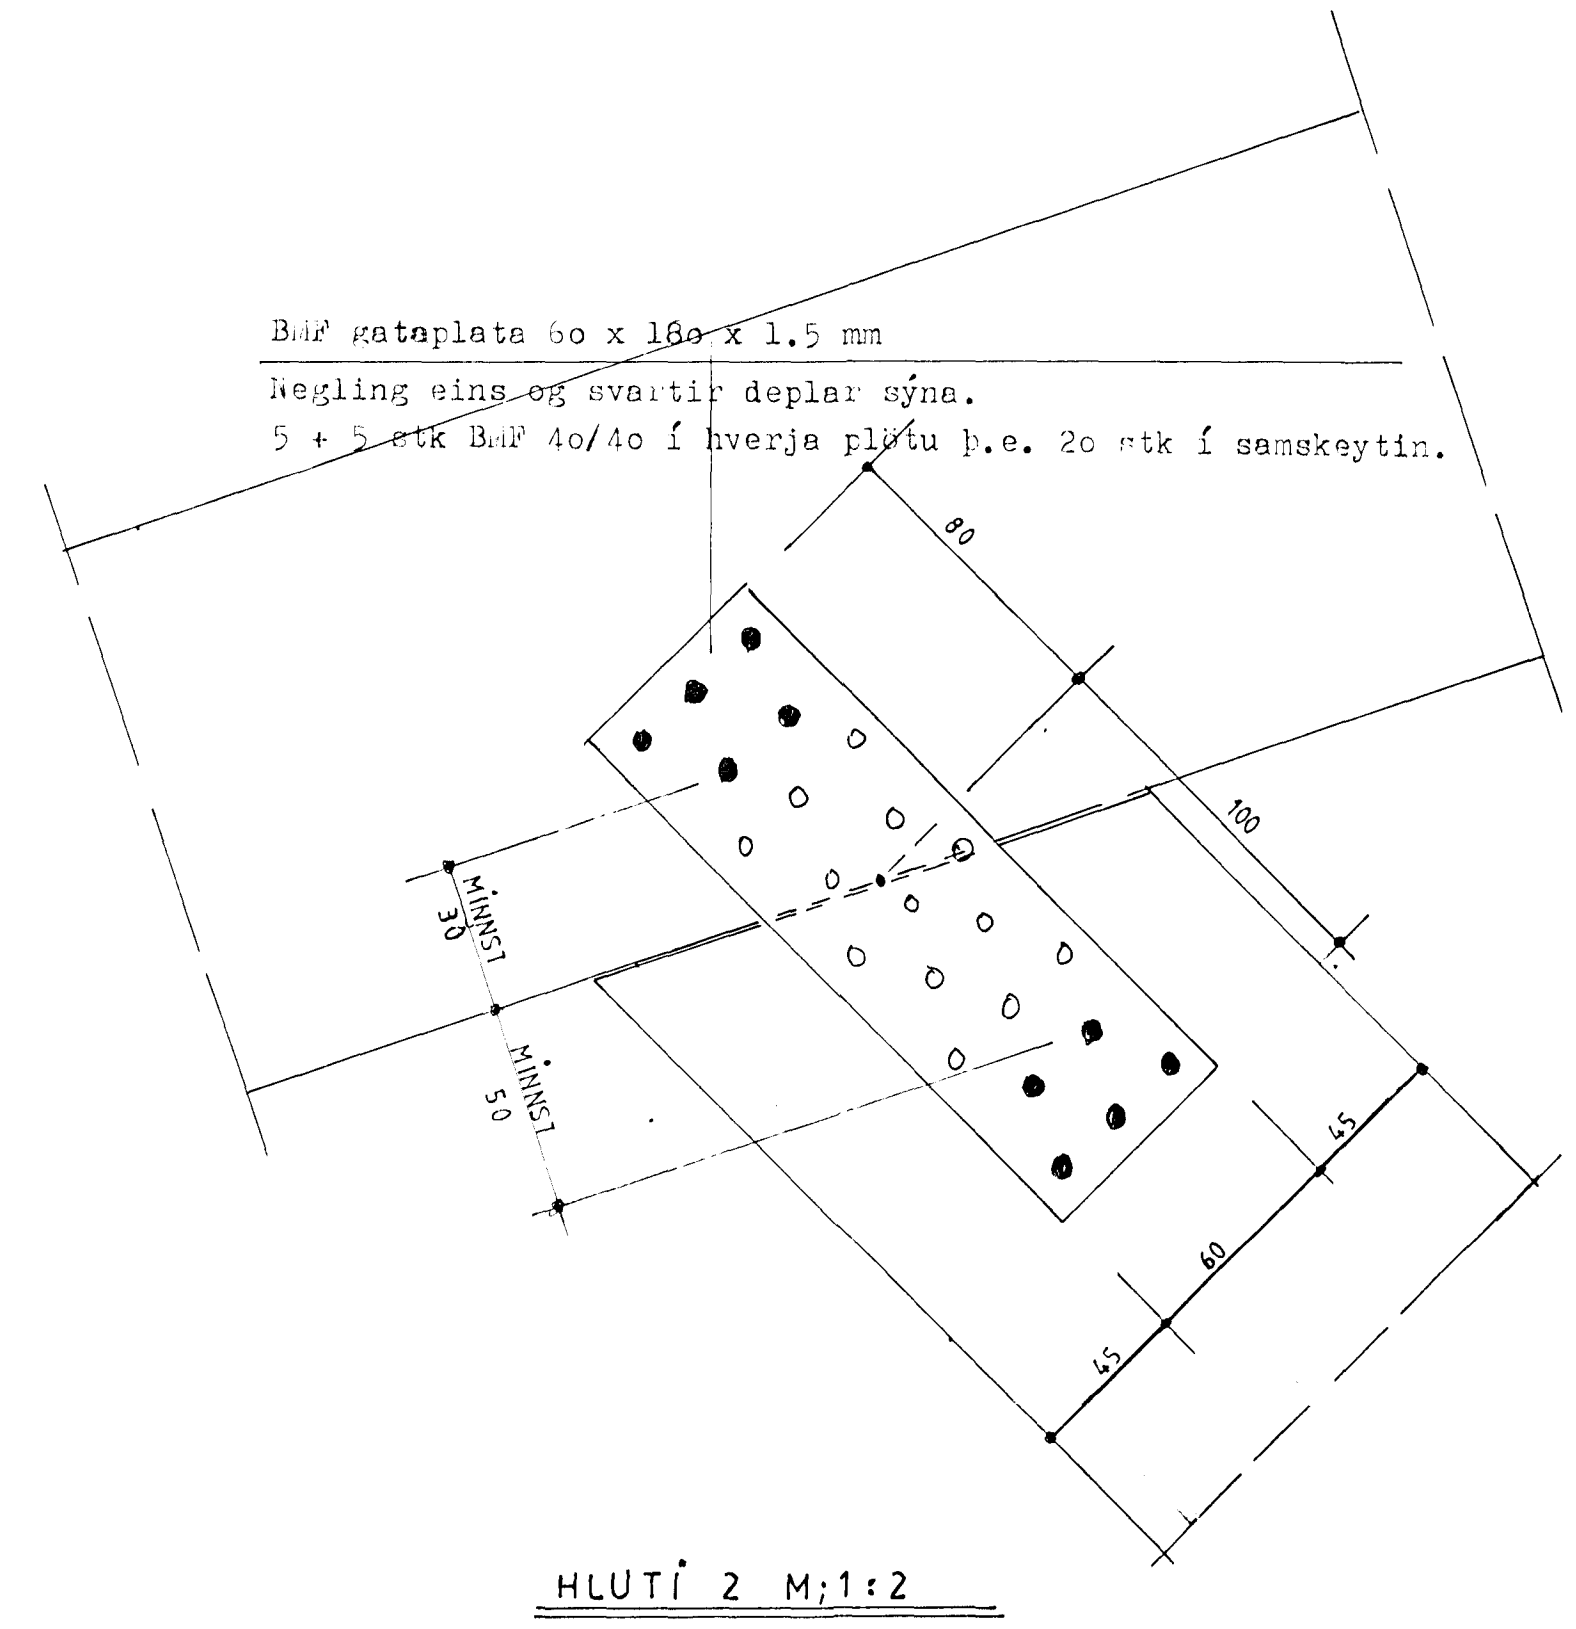 BMF gataplata 6o x 18o x 1.5 mm
Negling eins og svartir deplar sýna.
5 + 5 stk BMF 4o/4o í hverja plötu þ.e. 2o stk í samskeytin.
80
100
MINNST
30
MINNST
50
45
60
45
HLUTI 2 M;1:2